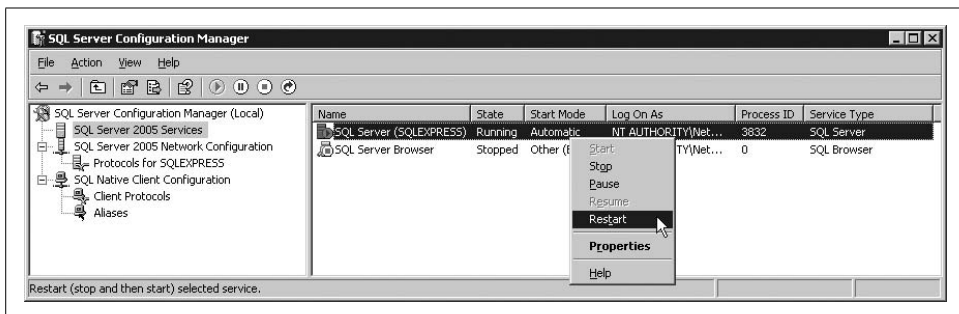 SQL Server Configuration Manager
File Action View Help
SQL Server Configuration Manager (Local)
SQL Server 2005 Services
SQL Server 2005 Network Configuration
Protocols for SQLEXPRESS
SQL Native Client Configuration
Client Protocols
Aliases
Name State Start Mode Log On As Process ID Service Type
SQL Server (SQLEXPRESS) Running Automatic NT AUTHORITY\Net... 3832 SQL Server
SQL Server Browser Stopped Other (B TY\Net... 0 SQL Browser
Start
Stop
Pause
Resume
Restart
Properties
Help
Restart (stop and then start) selected service.